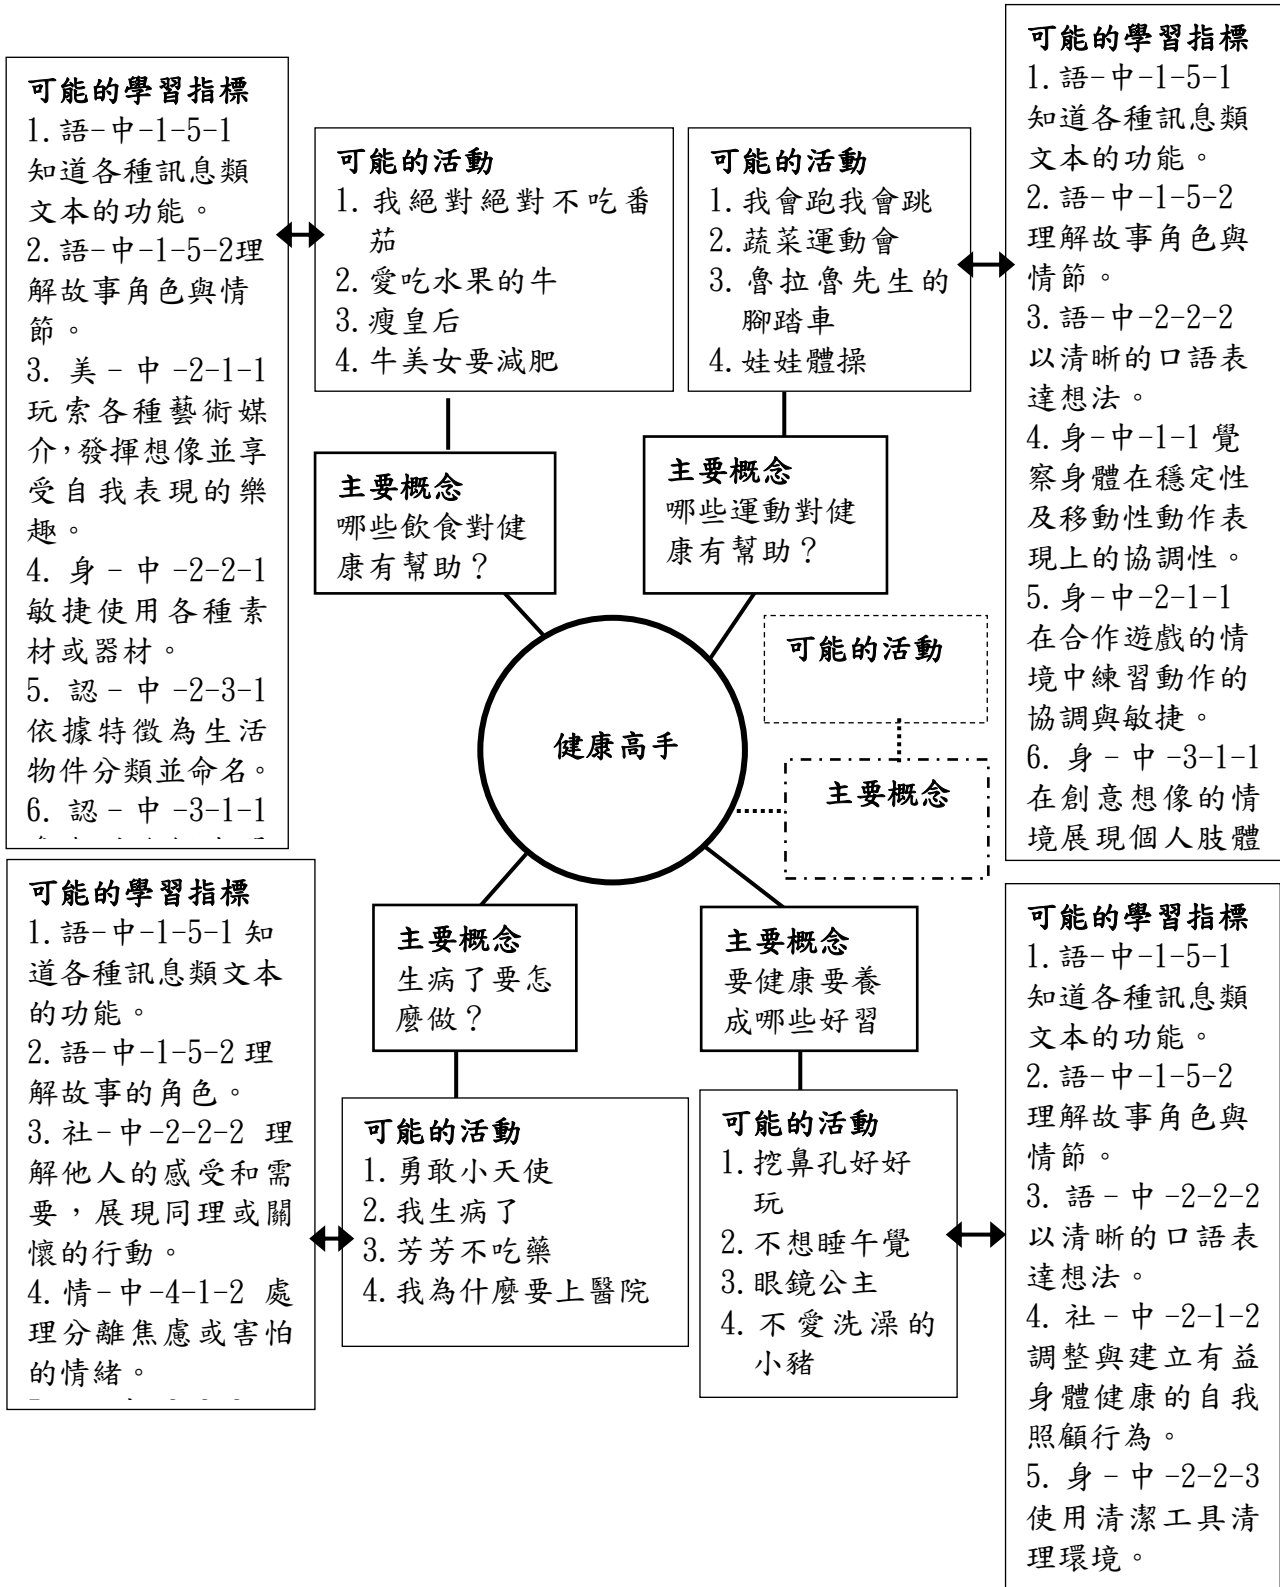 可能的學習指標
1.語-中-1-5-1
知道各種訊息類
文本的功能。
2.語-中-1-5-2理
解故事角色與情
節。
3. 美-中-2-1-1
玩索各種藝術媒
介,發揮想像並享
受自我表現的樂
趣。
4. 身-中-2-2-1
敏捷使用各種素
材或器材。
5. 認-中-2-3-1
依據特徵為生活
物件分類並命名。
6. 認-中-3-1-1
可能的活動
1. 我絕對絕對不吃番
茄
2.愛吃水果的牛
3.瘦皇后
4.牛美女要減肥
可能的活動
1.我會跑我會跳
2.蔬菜運動會
3. 魯拉魯先生的
腳踏車
4.娃娃體操
可能的學習指標
1.語-中-1-5-1
知道各種訊息類
文本的功能。
2.語-中-1-5-2
理解故事角色與
情節。
3.語-中-2-2-2
以清晰的口語表
達想法。
4.身-中-1-1 覺
察身體在穩定性
及移動性動作表
現上的協調性。
5.身-中-2-1-1
在合作遊戲的情
境中練習動作的
協調與敏捷。
6. 身-中-3-1-1
在創意想像的情
境展現個人肢體
主要概念
哪些飲食對健
康有幫助?
主要概念
哪些運動對健
康有幫助?
可能的活動
健康高手
主要概念
可能的學習指標
1.語-中-1-5-1 知
道各種訊息類文本
的功能。
2.語-中-1-5-2 理
解故事的角色。
3.社-中-2-2-2 理
解他人的感受和需
要,展現同理或關
懷的行動。
4.情-中-4-1-2 處
理分離焦慮或害怕
的情緒。
主要概念
生病了要怎
麼做?
主要概念
要健康要養
成哪些好習
可能的活動
1.勇敢小天使
2.我生病了
3.芳芳不吃藥
4.我為什麼要上醫院
可能的活動
1.挖鼻孔好好
玩
2.不想睡午覺
3.眼鏡公主
4. 不愛洗澡的
小豬
可能的學習指標
1.語-中-1-5-1
知道各種訊息類
文本的功能。
2.語-中-1-5-2
理解故事角色與
情節。
3. 語-中-2-2-2
以清晰的口語表
達想法。
4. 社-中-2-1-2
調整與建立有益
身體健康的自我
照顧行為。
5. 身-中-2-2-3
使用清潔工具清
理環境。